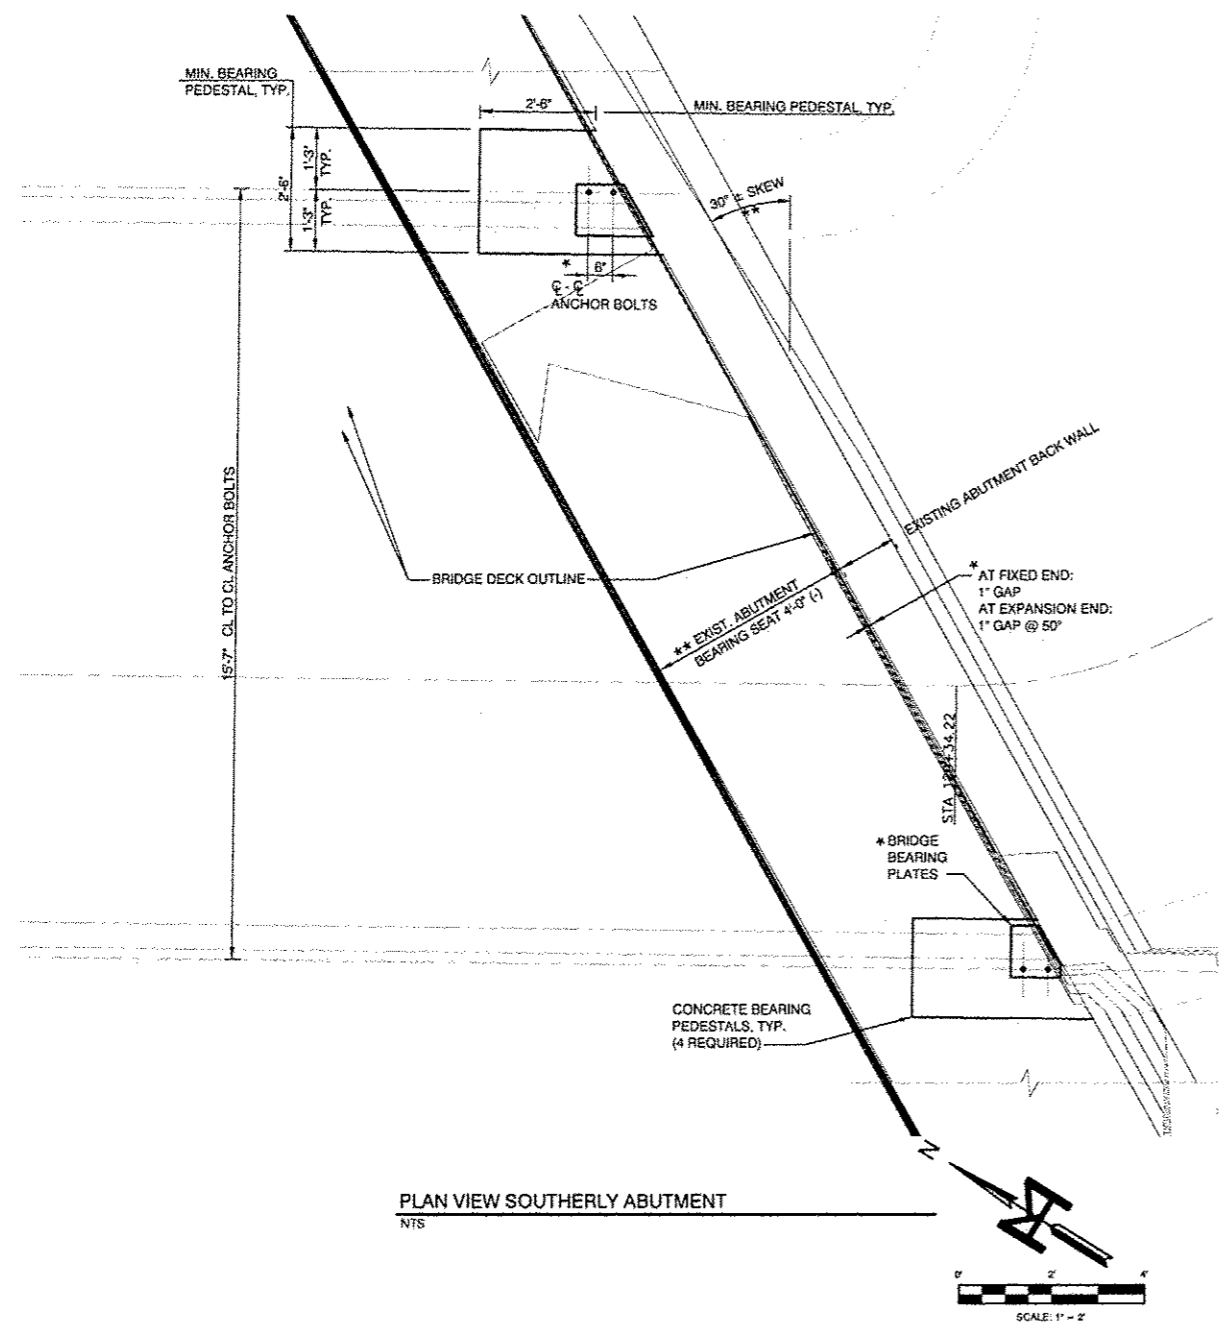 MIN. BEARING
PEDESTAL, TYP.
2'-6"
MIN. BEARING PEDESTAL, TYP.
1'-3"
TYP.
2'-6"
1'-3"
TYP.
30° ± SKEW
**
*
6"
℄ - ℄
ANCHOR BOLTS
15'-7" CL TO CL ANCHOR BOLTS
EXISTING ABUTMENT BACK WALL
BRIDGE DECK OUTLINE
** EXIST. ABUTMENT
BEARING SEAT 4'-0" (-)
*
AT FIXED END:
1" GAP
AT EXPANSION END:
1" GAP @ 50°
* BRIDGE
BEARING
PLATES
CONCRETE BEARING
PEDESTALS, TYP.
(4 REQUIRED)
N
PLAN VIEW SOUTHERLY ABUTMENT
NTS
0' 2' 4'
SCALE: 1" = 2'